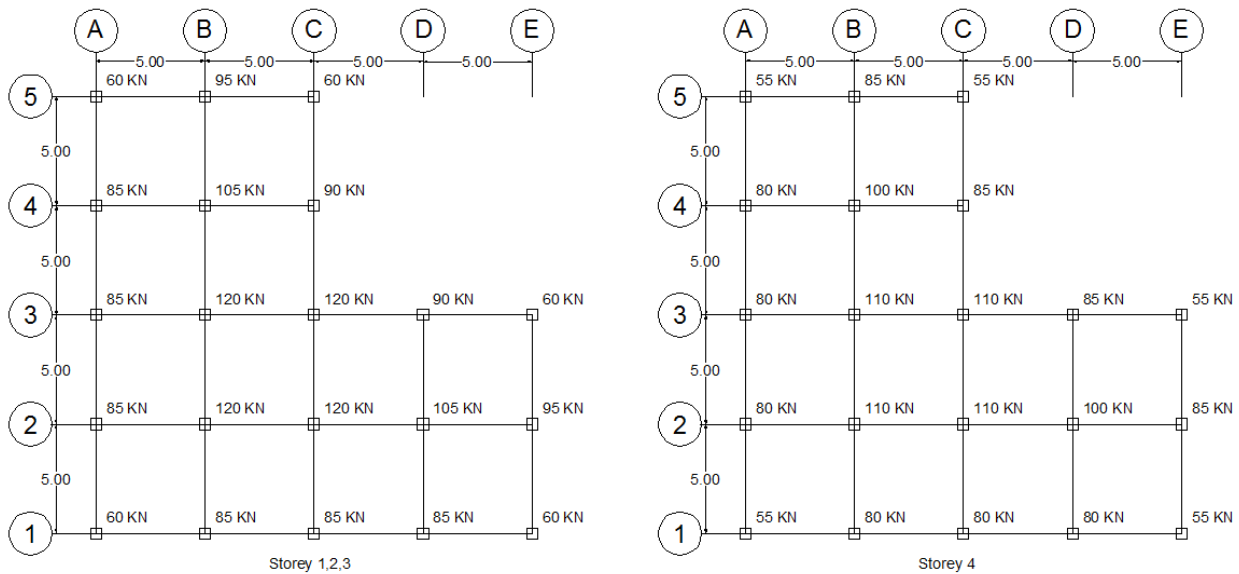 A B C D E
5.00 5.00 5.00 5.00
5 60 KN 95 KN 60 KN
5.00
4 85 KN 105 KN 90 KN
5.00
3 85 KN 120 KN 120 KN 90 KN 60 KN
5.00
2 85 KN 120 KN 120 KN 105 KN 95 KN
5.00
1 60 KN 85 KN 85 KN 85 KN 60 KN
Storey 1,2,3
A B C D E
5.00 5.00 5.00 5.00
5 55 KN 85 KN 55 KN
5.00
4 80 KN 100 KN 85 KN
5.00
3 80 KN 110 KN 110 KN 85 KN 55 KN
5.00
2 80 KN 110 KN 110 KN 100 KN 85 KN
5.00
1 55 KN 80 KN 80 KN 80 KN 55 KN
Storey 4